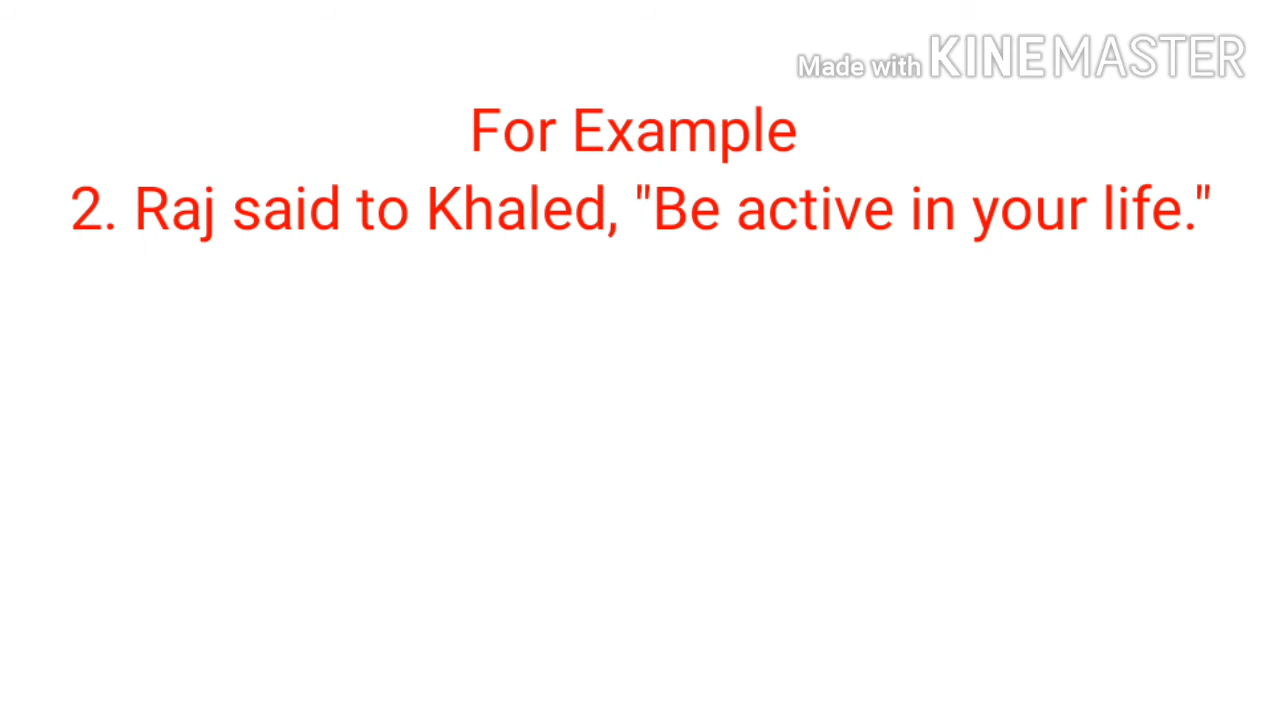 Made with KINEMASTER
For Example
2. Raj said to Khaled, "Be active in your life."